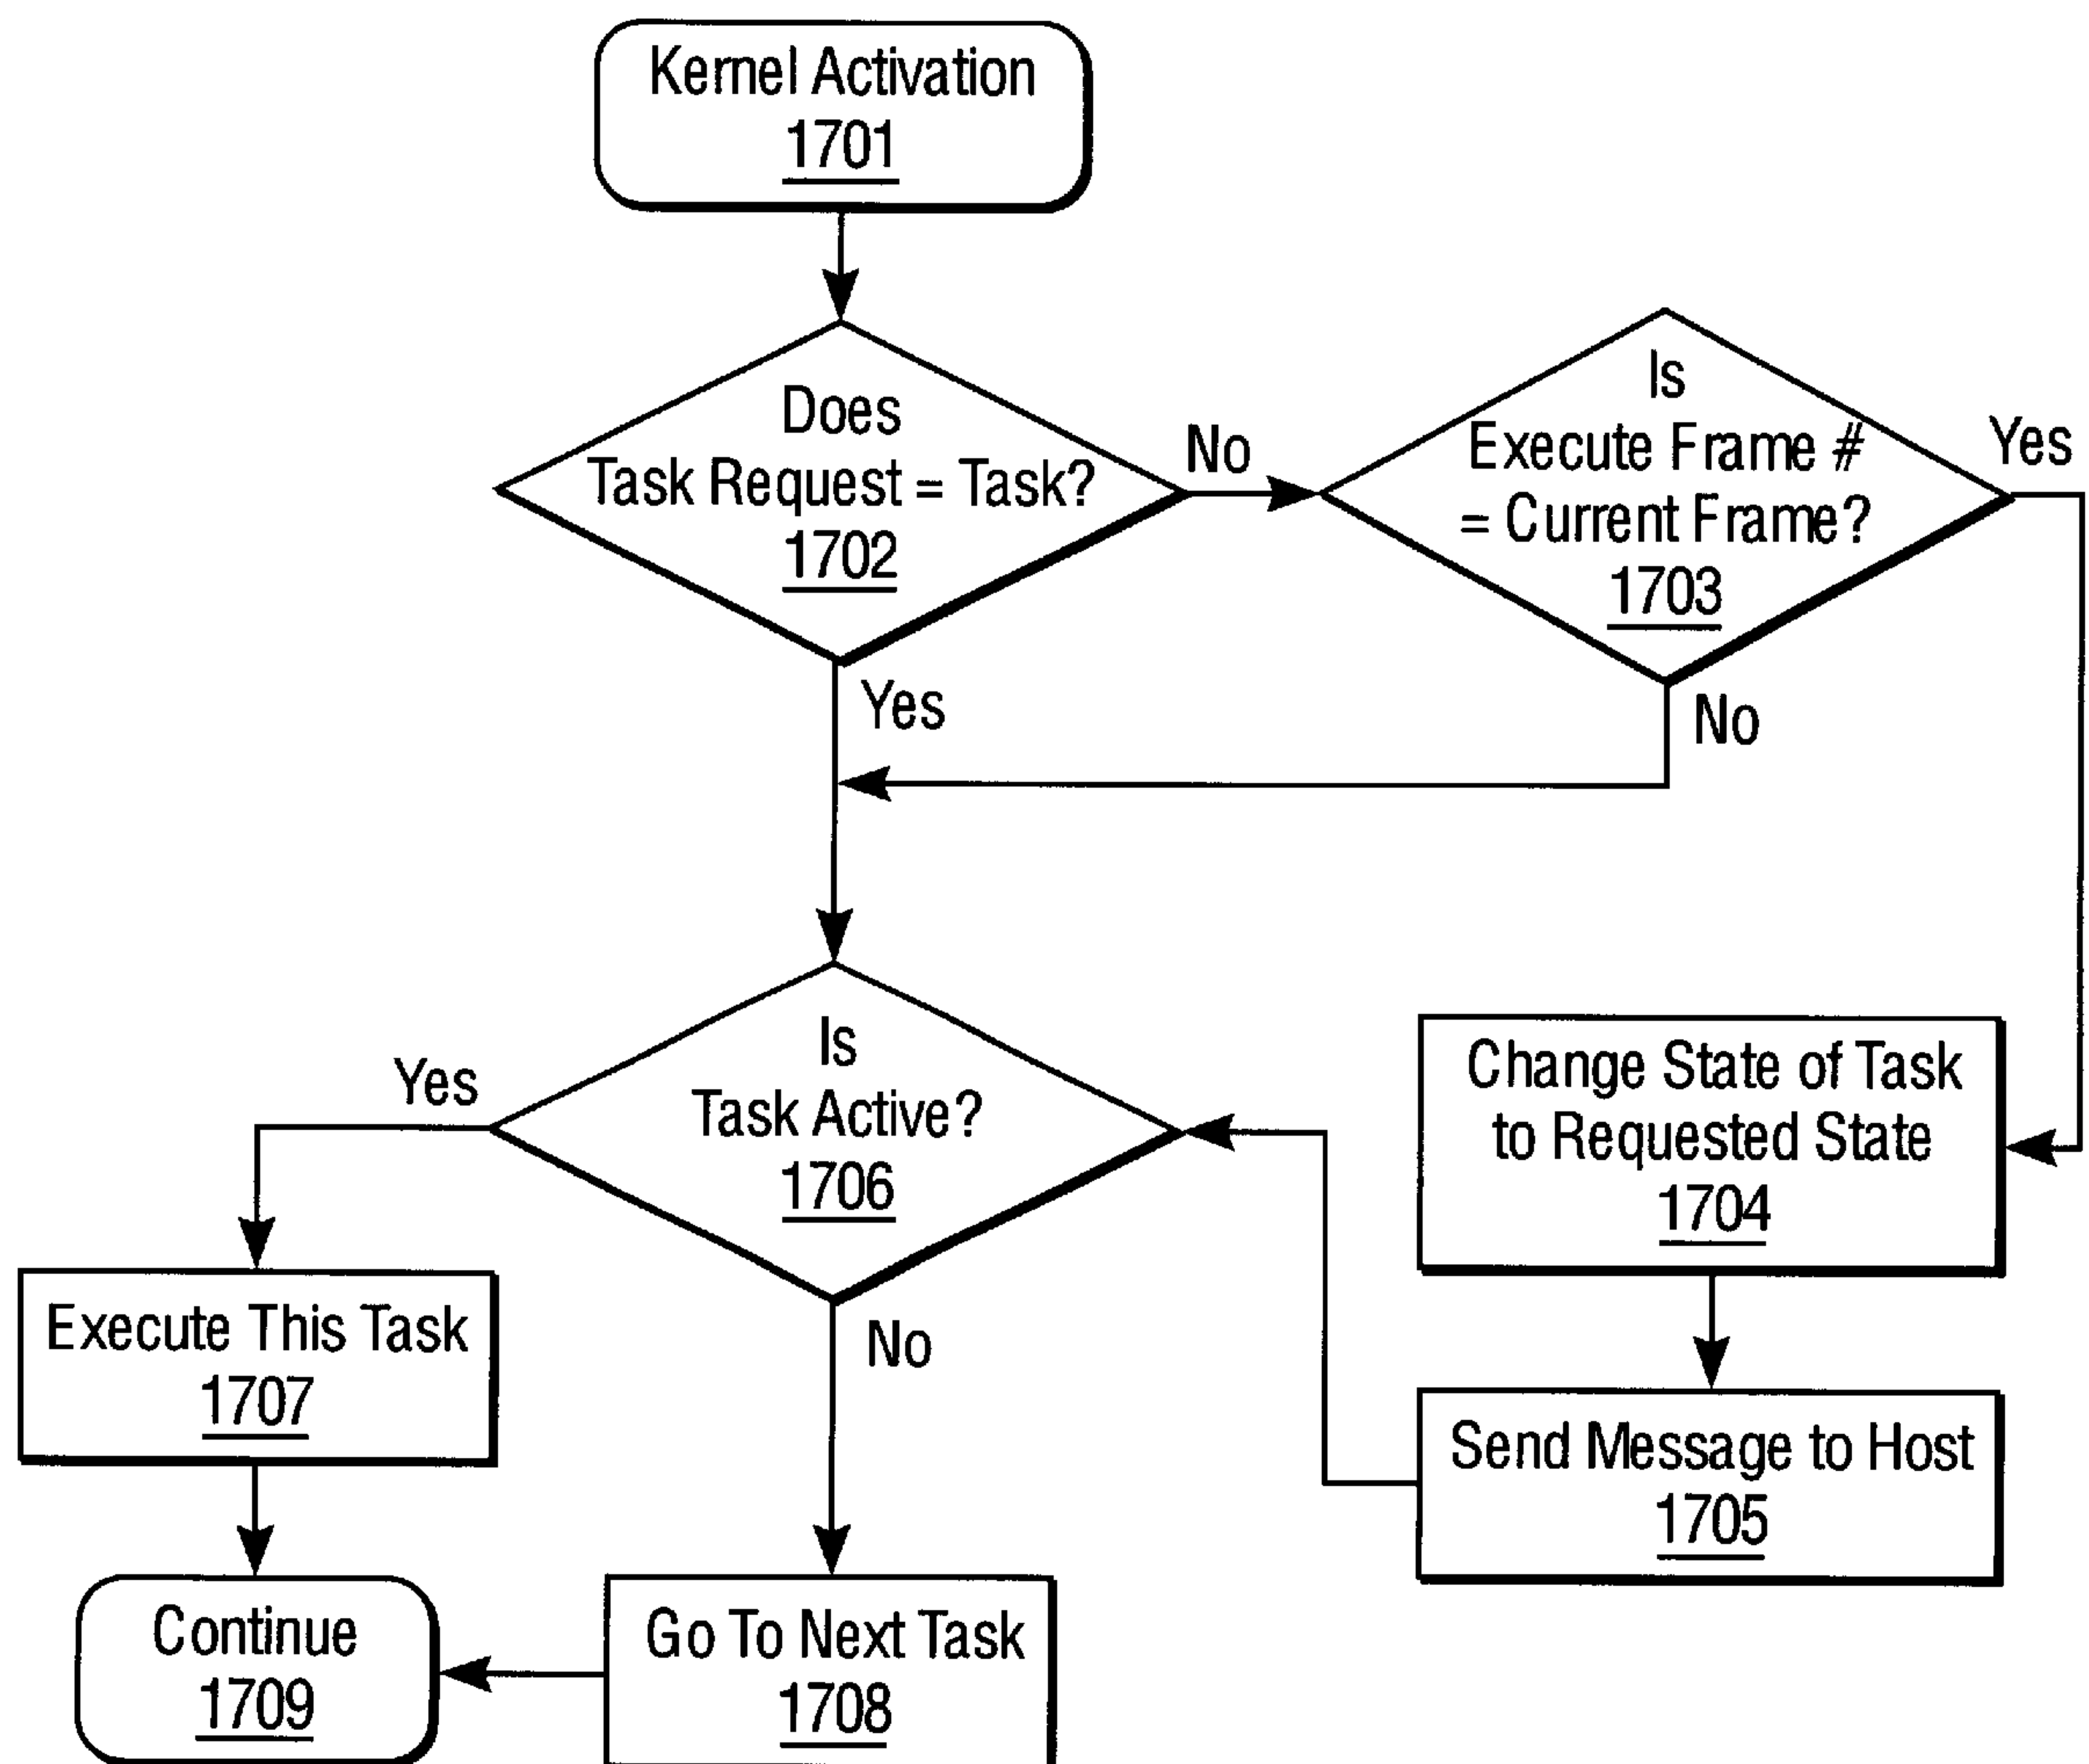 Kernel Activation
1701
Does
Task Request = Task?
1702
No
Is
Execute Frame #
= Current Frame?
1703
Yes
Yes
No
Is
Task Active?
1706
Yes
No
Change State of Task
to Requested State
1704
Execute This Task
1707
Send Message to Host
1705
Continue
1709
Go To Next Task
1708